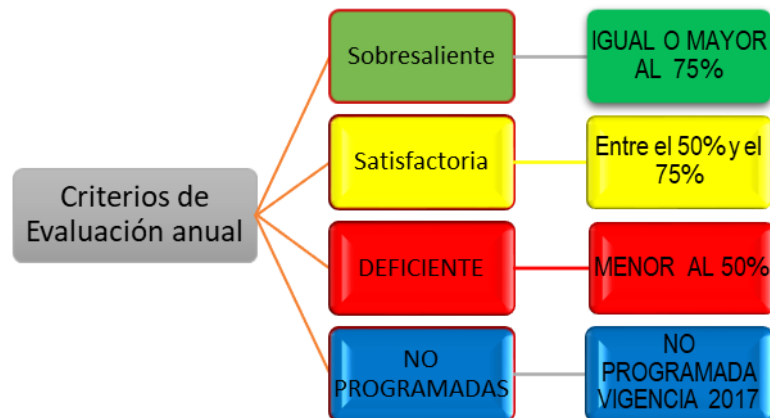 Criterios de
Evaluación anual
Sobresaliente
IGUAL O MAYOR
AL 75%
Satisfactoria
Entre el 50% y el
75%
DEFICIENTE
MENOR AL 50%
NO
PROGRAMADAS
NO
PROGRAMADA
VIGENCIA 2017